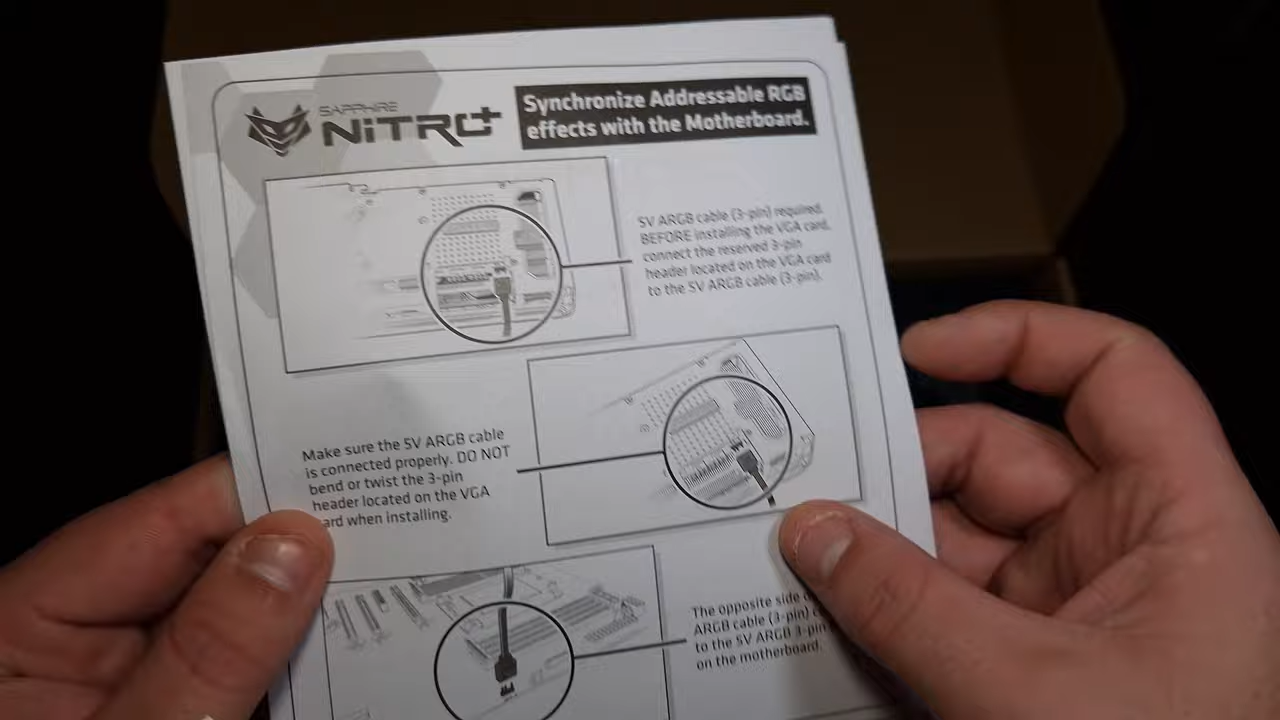 SAPPHIRE
NiTRO+
Synchronize Addressable RGB
effects with the Motherboard.
5V ARGB cable (3-pin) required.
BEFORE installing the VGA card,
connect the reserved 3-pin
header located on the VGA card
to the 5V ARGB cable (3-pin).
Make sure the 5V ARGB cable
is connected properly. DO NOT
bend or twist the 3-pin
header located on the VGA
ard when installing.
The opposite side
ARGB cable (3-pin)
to the 5V ARGB 3-pin
on the motherboard.